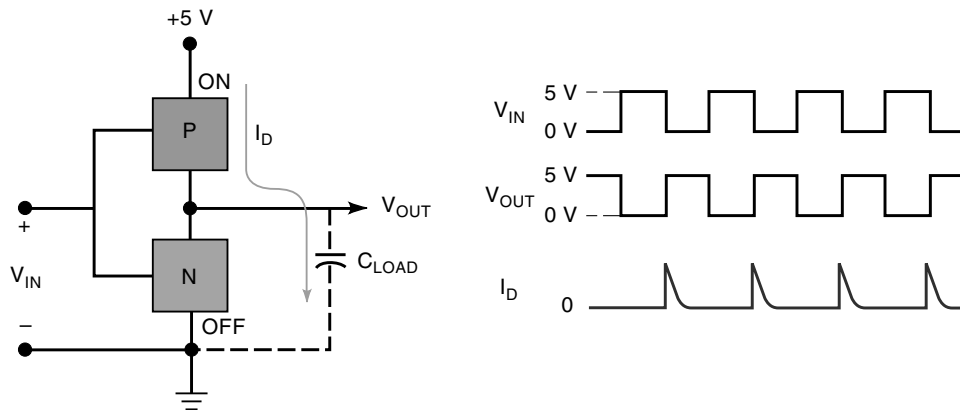 +5 V
ON
P
I_D
V_OUT
+
V_IN
N
C_LOAD
–
OFF
V_IN
5 V
0 V
V_OUT
5 V
0 V
I_D
0